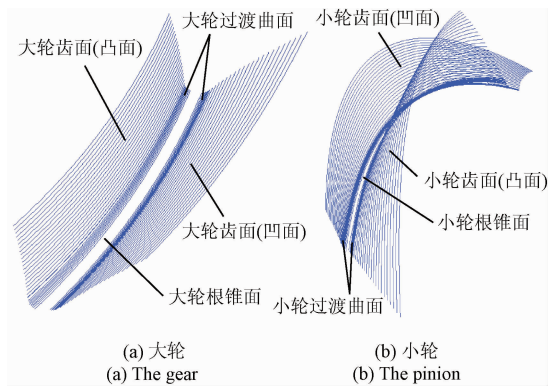 大轮过渡曲面
大轮齿面(凸面)
大轮齿面(凹面)
大轮根锥面
(a) 大轮
(a) The gear
小轮齿面(凹面)
小轮齿面(凸面)
小轮根锥面
小轮过渡曲面
(b) 小轮
(b) The pinion